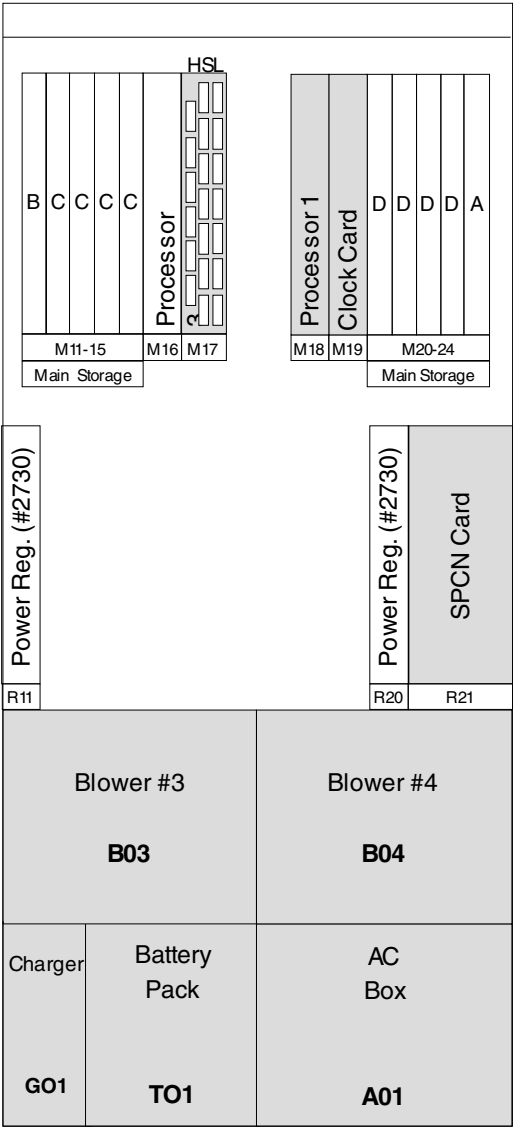 HSL
B C C C C
Processor
Processor 1
Clock Card
D D D D A
M11-15 M16 M17
M18 M19 M20-24
Main Storage
Main Storage
Power Reg. (#2730)
Power Reg. (#2730)
SPCN Card
R11
R20 R21
Blower #3
B03
Blower #4
B04
Charger
GO1
Battery
Pack
TO1
AC
Box
A01